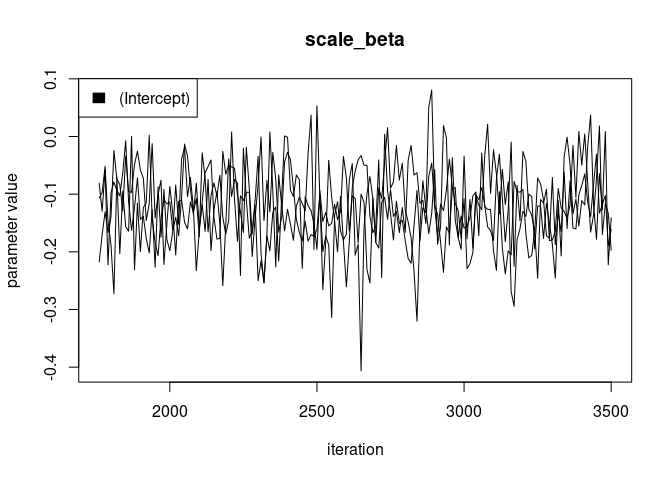 scale_beta
(Intercept)
parameter value
0.1
0.0
-0.1
-0.2
-0.3
-0.4
2000
2500
3000
3500
iteration